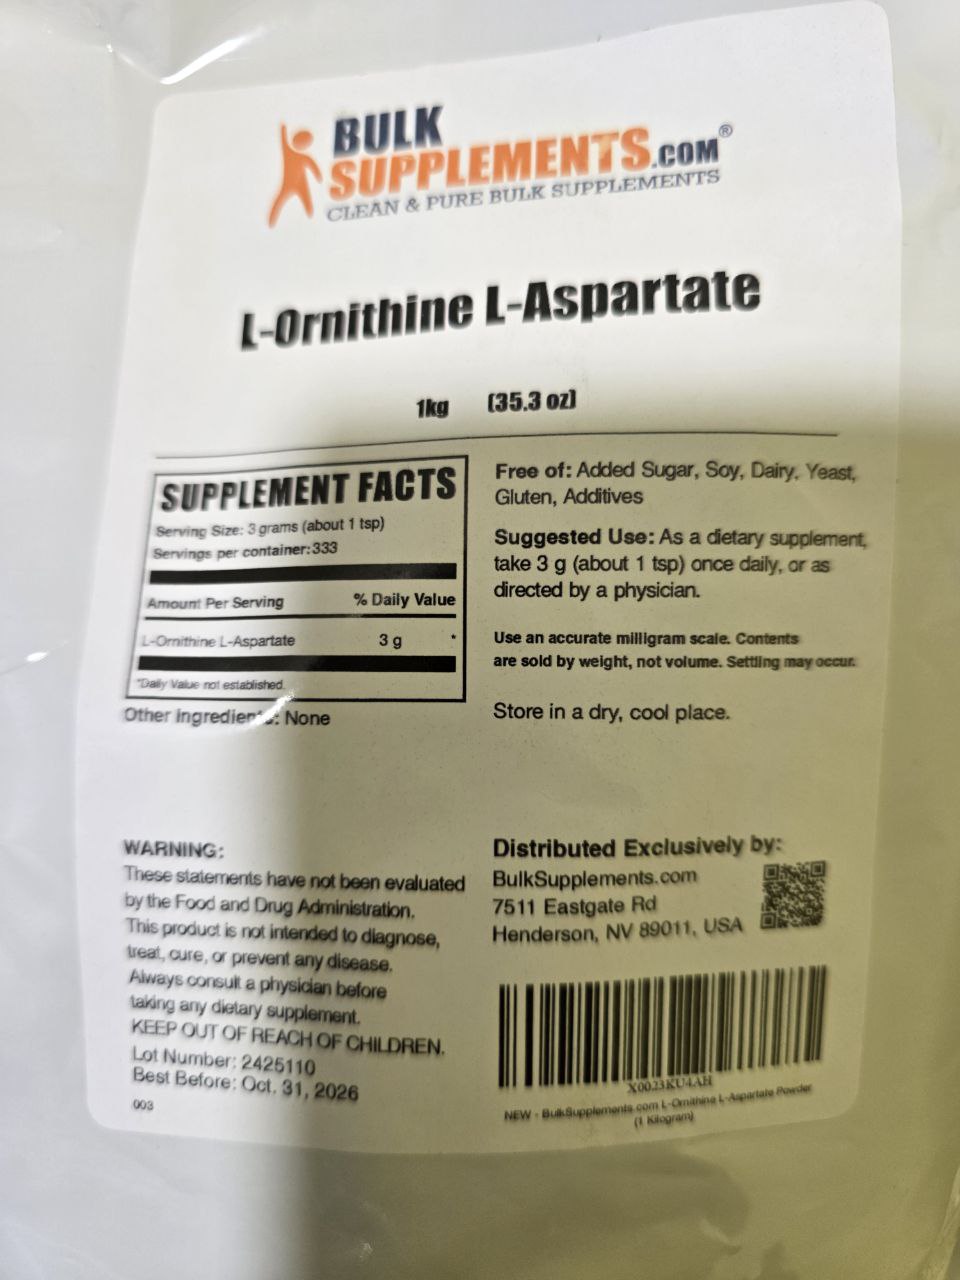 BULK
SUPPLEMENTS.COM®
CLEAN & PURE BULK SUPPLEMENTS
L-Ornithine L-Aspartate
1kg (35.3 oz)
SUPPLEMENT FACTS
Serving Size: 3 grams (about 1 tsp)
Servings per container:333
Amount Per Serving % Daily Value
L-Ornithine L-Aspartate 3 g *
*Daily Value not established.
Other ingredients: None
Free of: Added Sugar, Soy, Dairy, Yeast,
Gluten, Additives
Suggested Use: As a dietary supplement,
take 3 g (about 1 tsp) once daily, or as
directed by a physician.
Use an accurate milligram scale. Contents
are sold by weight, not volume. Settling may occur.
Store in a dry, cool place.
WARNING:
These statements have not been evaluated
by the Food and Drug Administration.
This product is not intended to diagnose,
treat, cure, or prevent any disease.
Always consult a physician before
taking any dietary supplement.
KEEP OUT OF REACH OF CHILDREN.
Lot Number: 2425110
Best Before: Oct. 31, 2026
003
Distributed Exclusively by:
BulkSupplements.com
7511 Eastgate Rd
Henderson, NV 89011, USA
X0023KU4AH
NEW - BulkSupplements com L-Ornithine L-Aspartate Powder
(1 Kilogram)